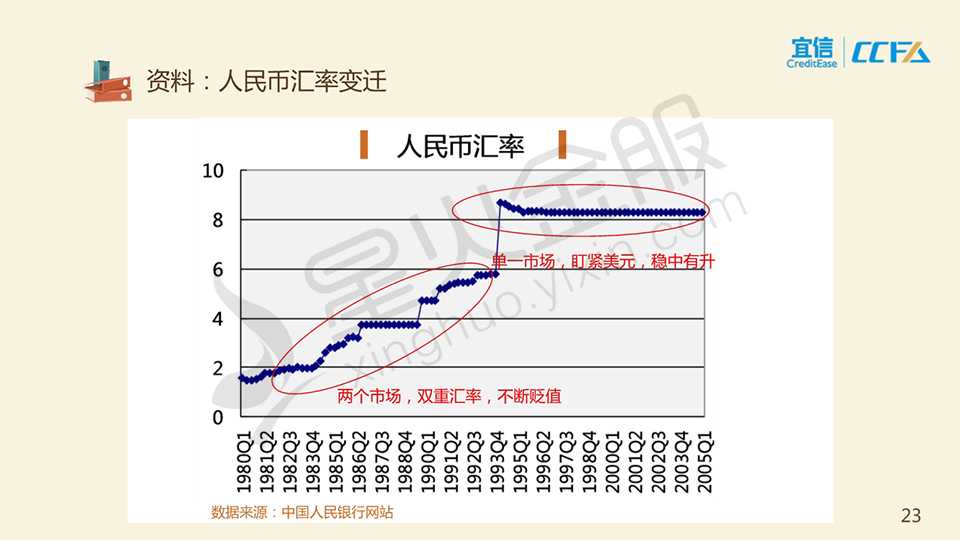 宜信
CreditEase
CCFA
资料：人民币汇率变迁
人民币汇率
10
8
6
4
2
0
单一市场，盯紧美元，稳中有升
两个市场，双重汇率，不断贬值
1980Q1
1981Q2
1982Q3
1983Q4
1985Q1
1986Q2
1987Q3
1988Q4
1990Q1
1991Q2
1992Q3
1993Q4
1995Q1
1996Q2
1997Q3
1998Q4
2000Q1
2001Q2
2002Q3
2003Q4
2005Q1
星火金服
xinghuo.yixin.com
数据来源：中国人民银行网站
23